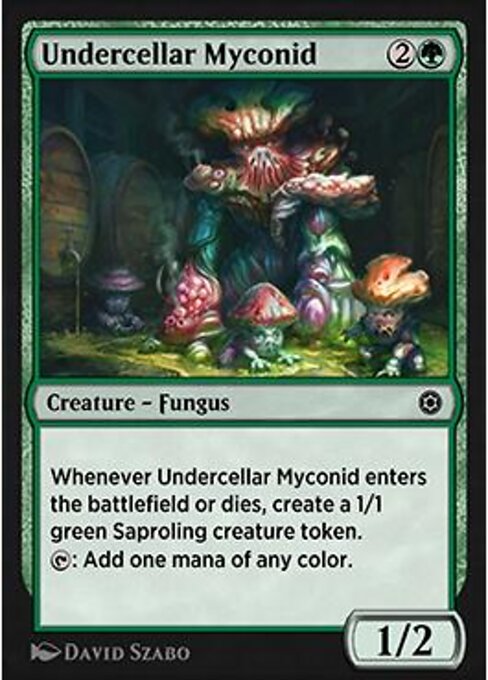 Undercellar Myconid 2
Creature – Fungus
Whenever Undercellar Myconid enters
the battlefield or dies, create a 1/1
green Saproling creature token.
: Add one mana of any color.
1/2
David Szabo